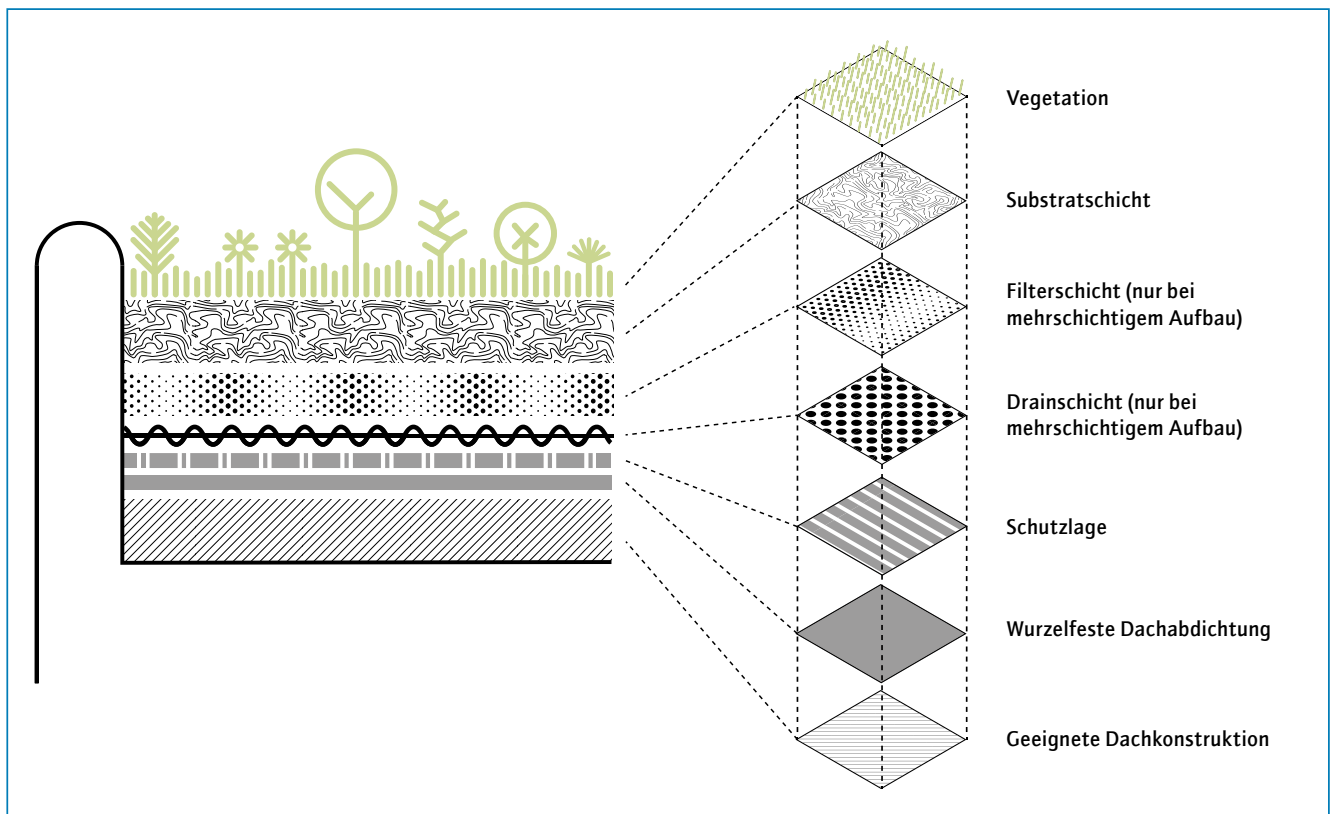 Vegetation
Substratschicht
Filterschicht (nur bei
mehrschichtigem Aufbau)
Drainschicht (nur bei
mehrschichtigem Aufbau)
Schutzlage
Wurzelfeste Dachabdichtung
Geeignete Dachkonstruktion